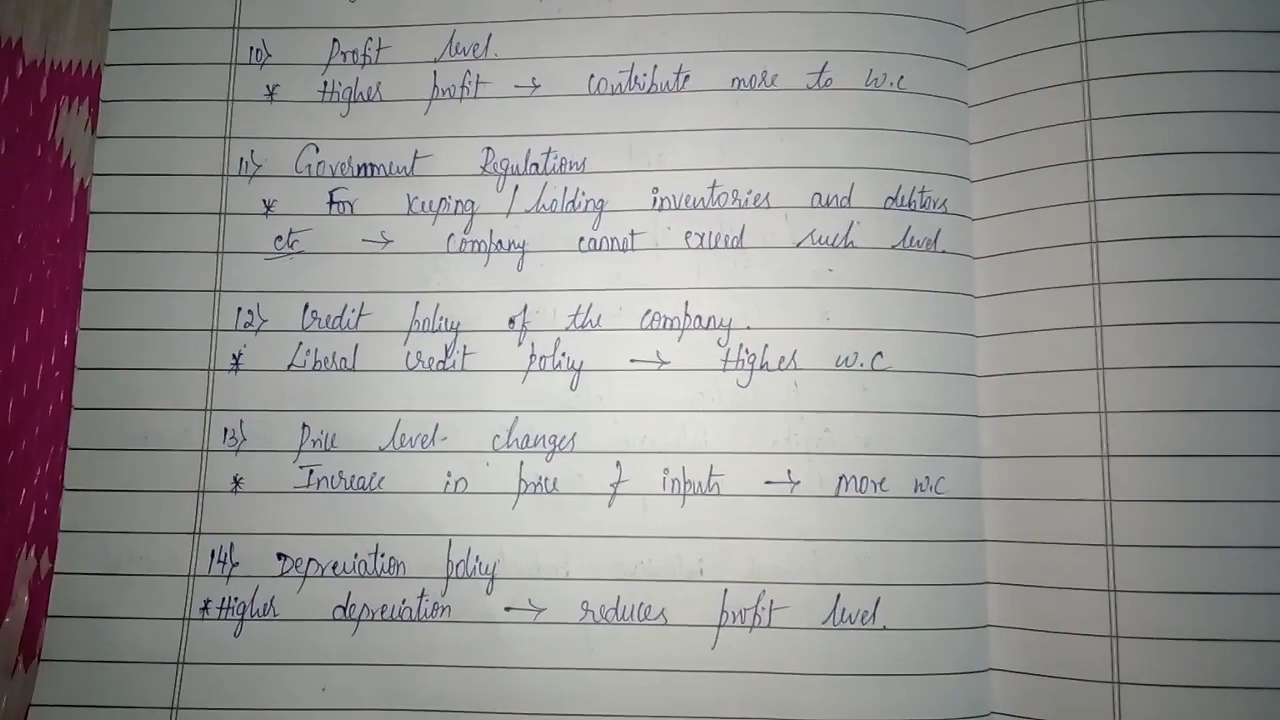 10) Profit level.
* Higher profit → contribute more to W.C
11) Government Regulations
* For keeping / holding inventories and debtors
etc → Company cannot exceed such level.
12) Credit policy of the company.
* Liberal credit policy → Higher W.C
13) Price level changes
* Increase in price of inputs → more W.C
14) Depreciation policy
* Higher depreciation → reduces profit level.